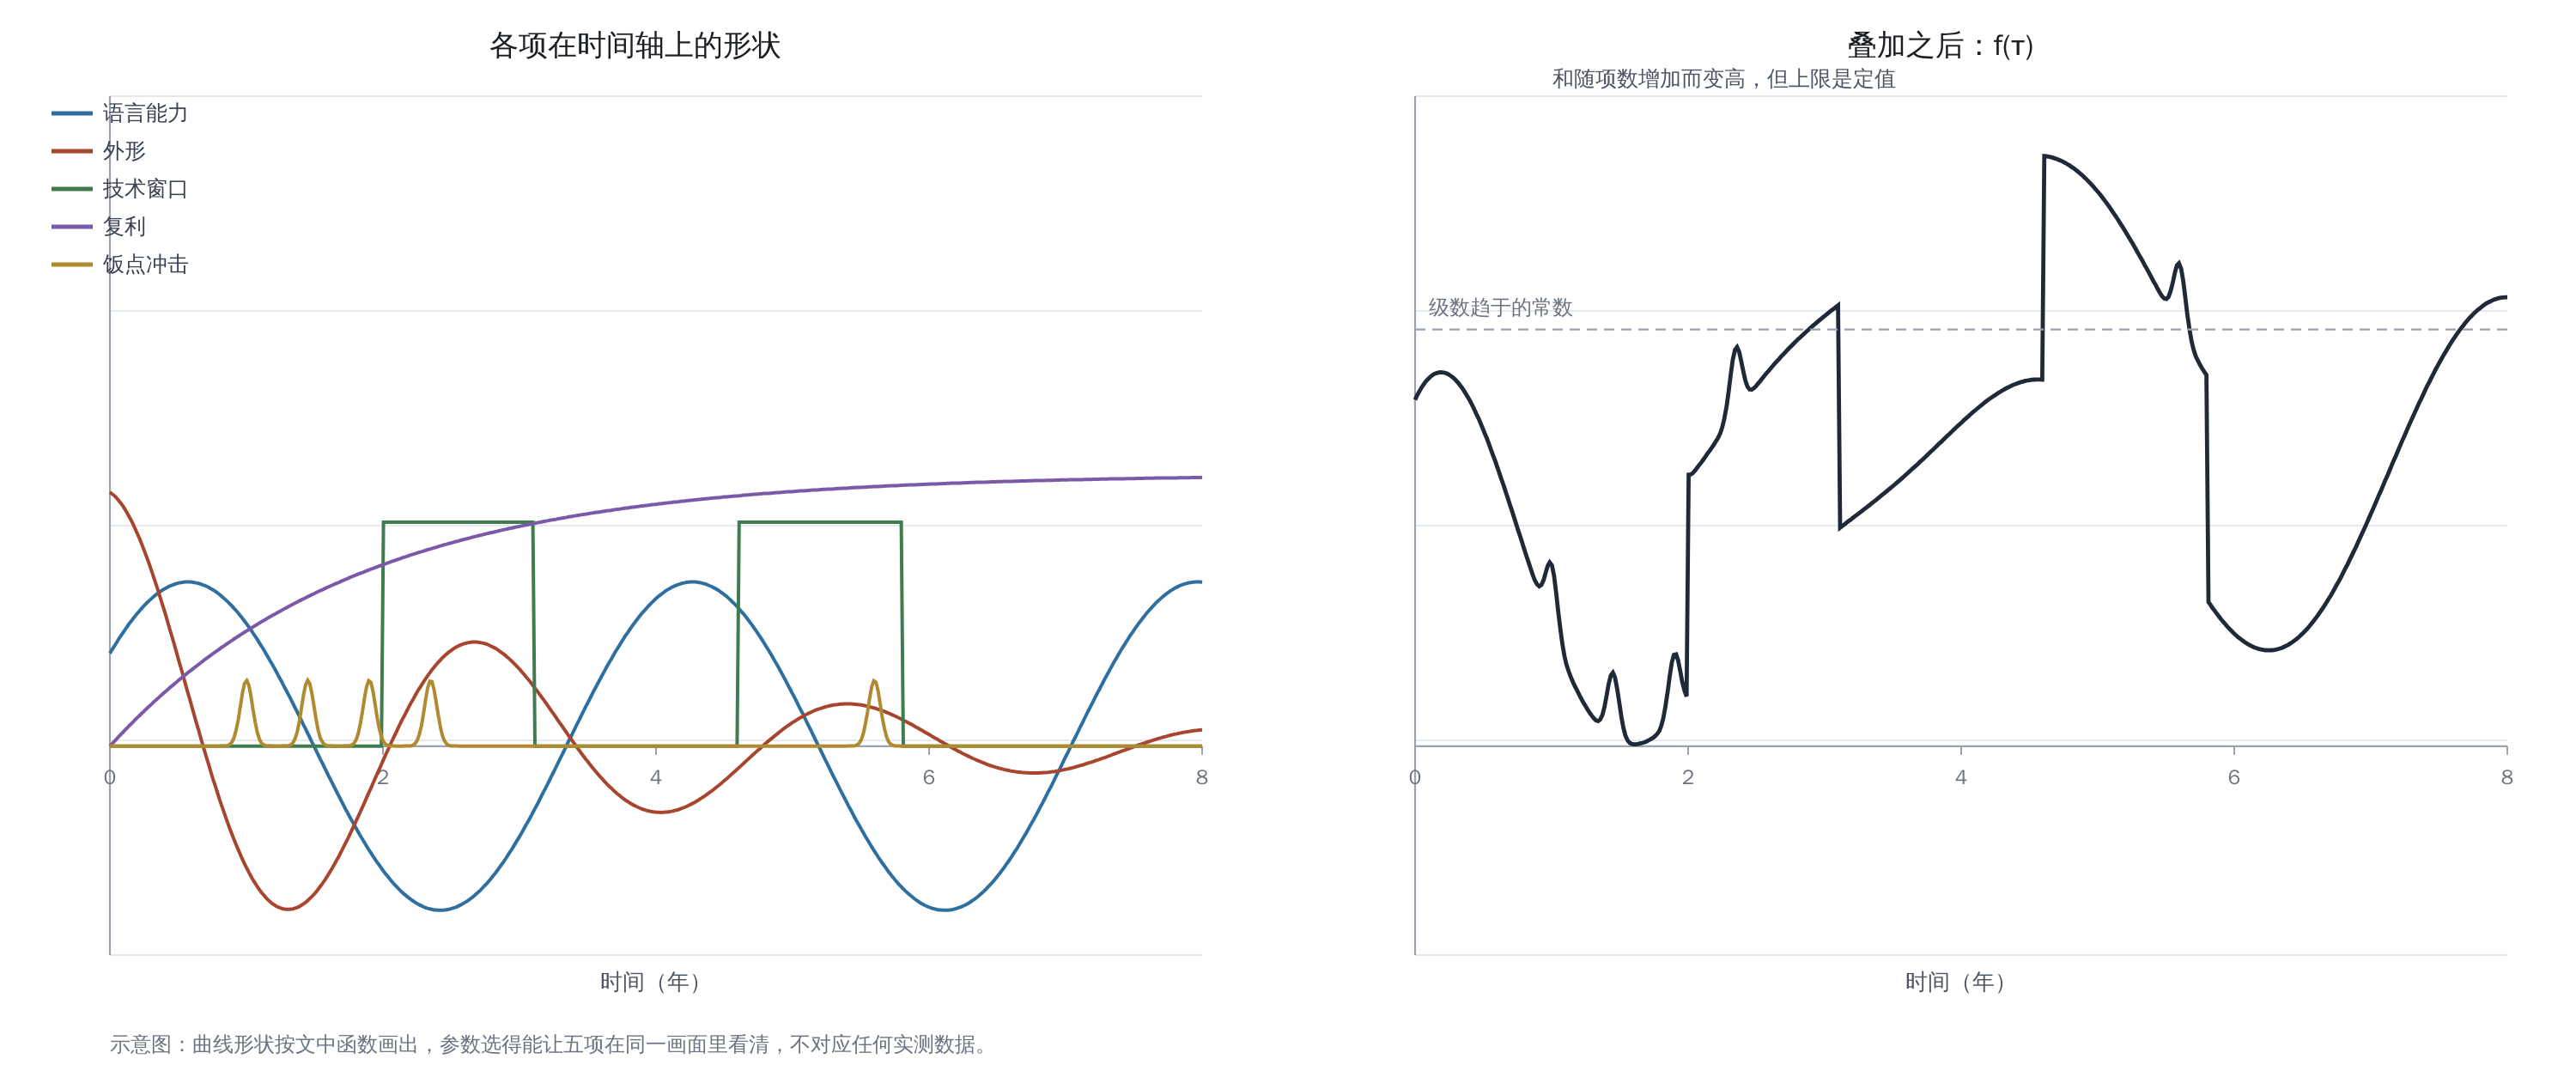 各项在时间轴上的形状
语言能力
外形
技术窗口
复利
饭点冲击
0
2
4
6
8
时间（年）
叠加之后：f(τ)
和随项数增加而变高，但上限是定值
级数趋于的常数
0
2
4
6
8
时间（年）
示意图：曲线形状按文中函数画出，参数选得能让五项在同一画面里看清，不对应任何实测数据。